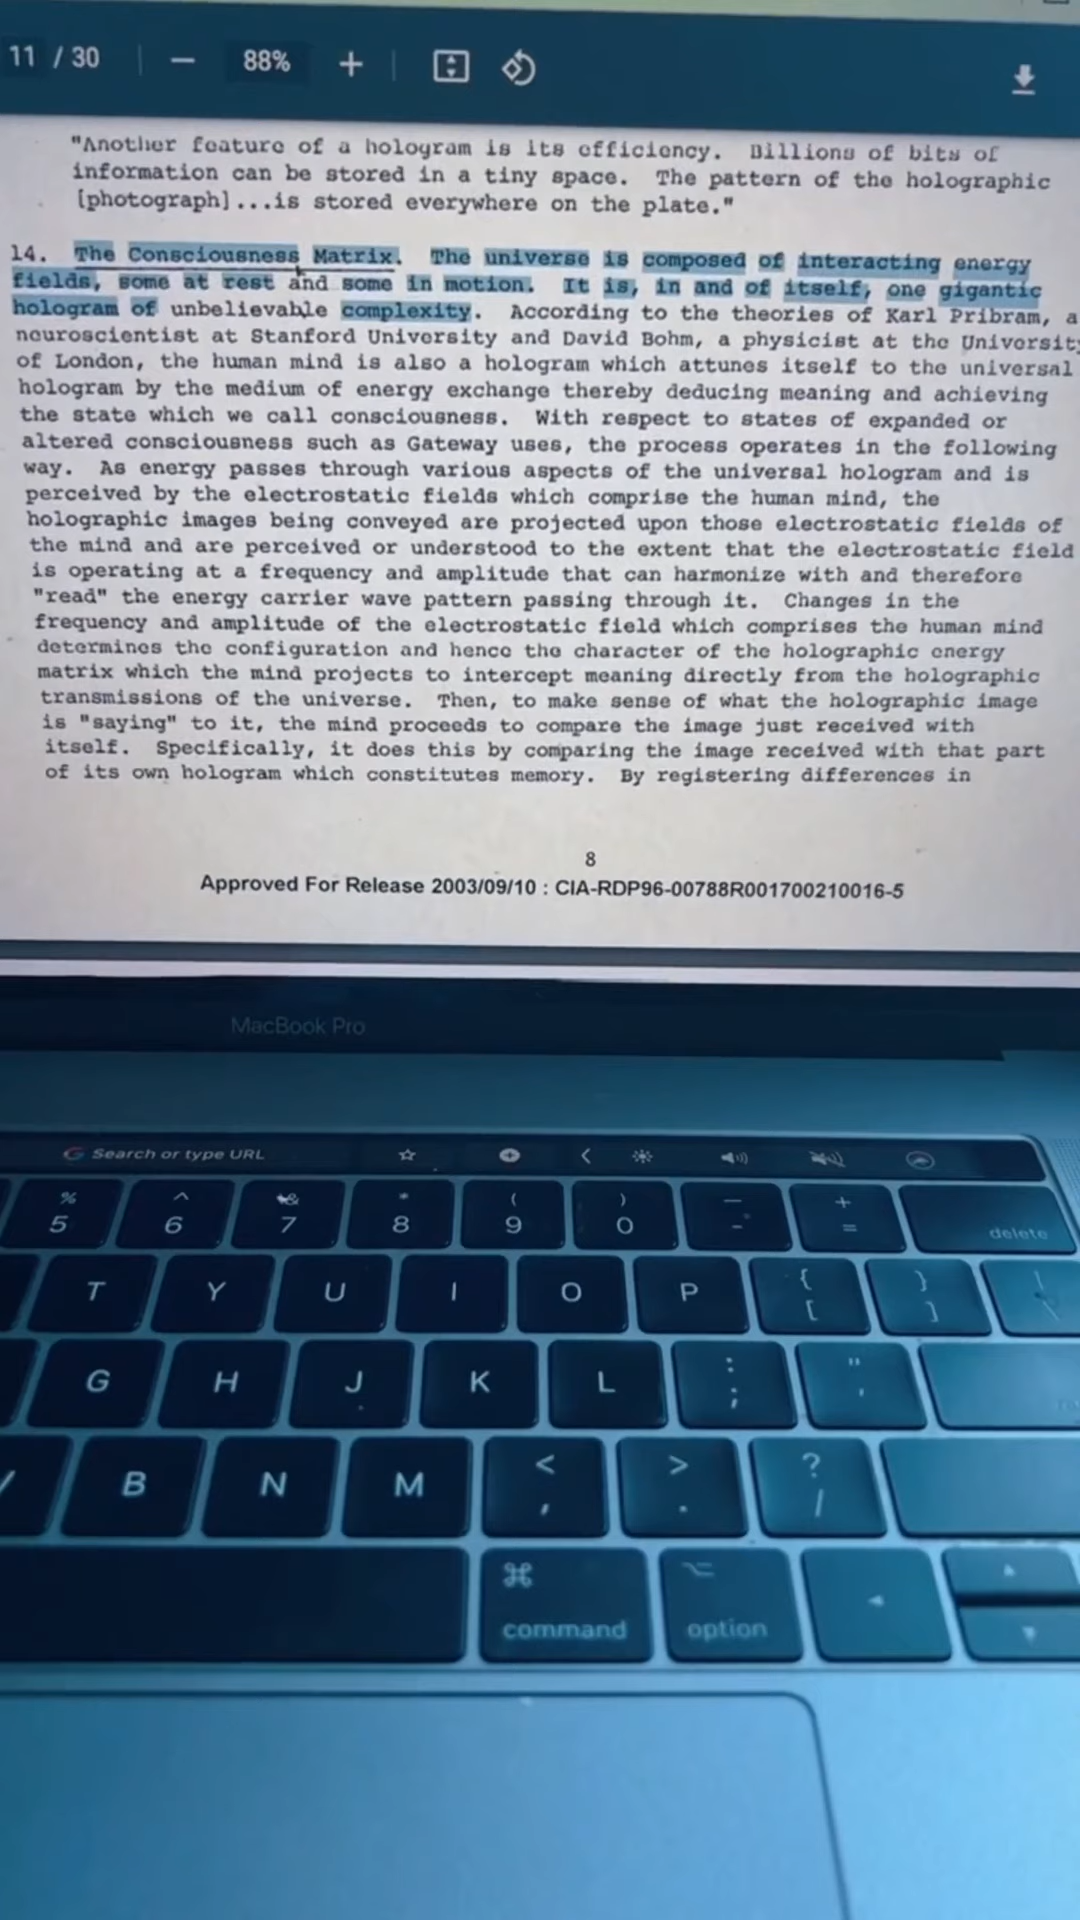 11 / 30 — 88% +
"Another feature of a hologram is its efficiency. Billions of bits of
information can be stored in a tiny space. The pattern of the holographic
[photograph]...is stored everywhere on the plate."
14. The Consciousness Matrix. The universe is composed of interacting energy
fields, some at rest and some in motion. It is, in and of itself, one gigantic
hologram of unbelievable complexity. According to the theories of Karl Pribram, a
neuroscientist at Stanford University and David Bohm, a physicist at the University
of London, the human mind is also a hologram which attunes itself to the universal
hologram by the medium of energy exchange thereby deducing meaning and achieving
the state which we call consciousness. With respect to states of expanded or
altered consciousness such as Gateway uses, the process operates in the following
way. As energy passes through various aspects of the universal hologram and is
perceived by the electrostatic fields which comprise the human mind, the
holographic images being conveyed are projected upon those electrostatic fields of
the mind and are perceived or understood to the extent that the electrostatic field
is operating at a frequency and amplitude that can harmonize with and therefore
"read" the energy carrier wave pattern passing through it. Changes in the
frequency and amplitude of the electrostatic field which comprises the human mind
determines the configuration and hence the character of the holographic energy
matrix which the mind projects to intercept meaning directly from the holographic
transmissions of the universe. Then, to make sense of what the holographic image
is "saying" to it, the mind proceeds to compare the image just received with
itself. Specifically, it does this by comparing the image received with that part
of its own hologram which constitutes memory. By registering differences in
8
Approved For Release 2003/09/10 : CIA-RDP96-00788R001700210016-5
MacBook Pro
G Search or type URL
% ^ & * ( ) — +
5 6 7 8 9 0 - = delete
T Y U I O P { [ } ] \
G H J K L : ; " '
B N M < , > . ? /
⌘ ⌥
command option